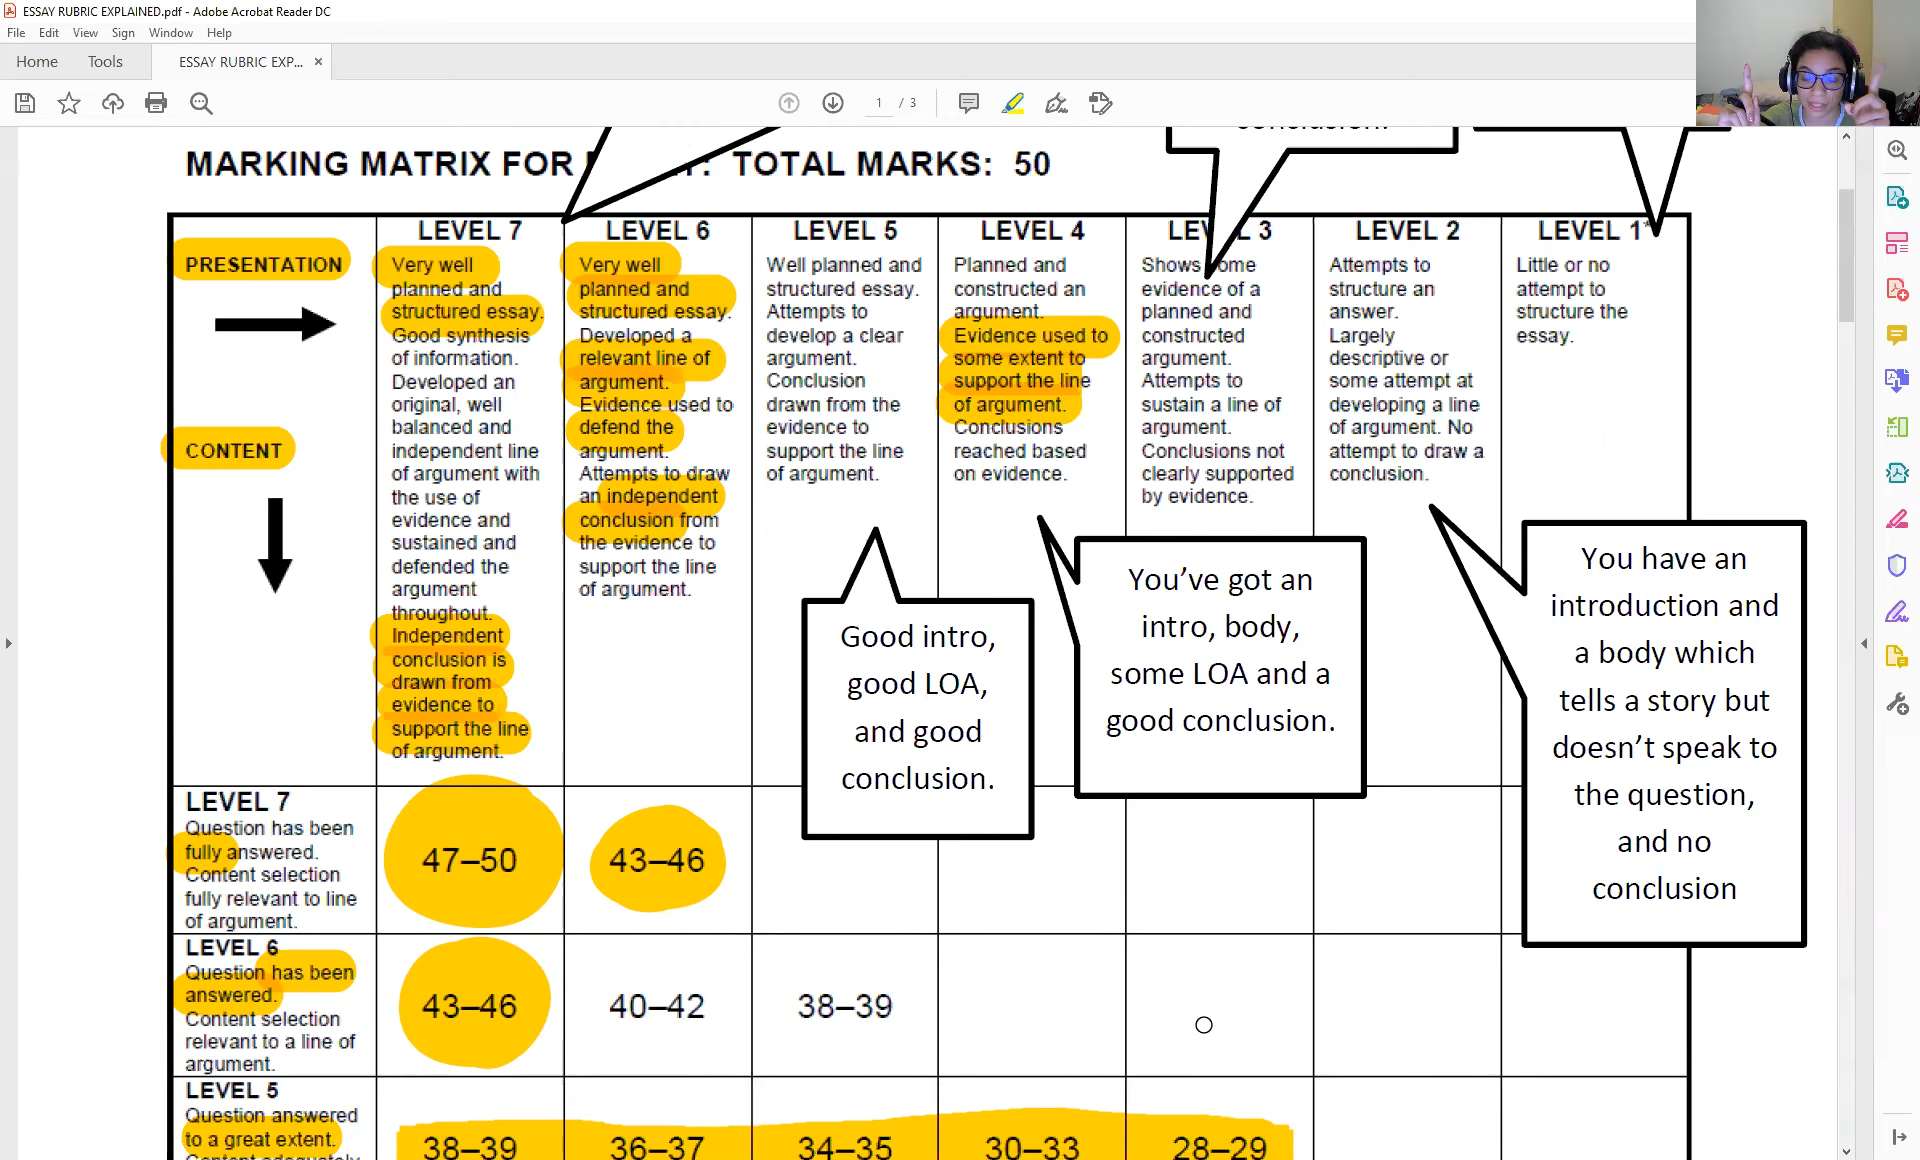 ESSAY RUBRIC EXPLAINED.pdf - Adobe Acrobat Reader DC
File Edit View Sign Window Help
Home Tools ESSAY RUBRIC EXP... ×
1 / 3
conclusion.
MARKING MATRIX FOR TOTAL MARKS: 50
PRESENTATION
CONTENT
LEVEL 7
Very well
planned and
structured essay.
Good synthesis
of information.
Developed an
original, well
balanced and
independent line
of argument with
the use of
evidence and
sustained and
defended the
argument
throughout.
Independent
conclusion is
drawn from
evidence to
support the line
of argument.
LEVEL 6
Very well
planned and
structured essay.
Developed a
relevant line of
argument.
Evidence used to
defend the
argument.
Attempts to draw
an independent
conclusion from
the evidence to
support the line
of argument.
LEVEL 5
Well planned and
structured essay.
Attempts to
develop a clear
argument.
Conclusion
drawn from the
evidence to
support the line
of argument.
LEVEL 4
Planned and
constructed an
argument.
Evidence used to
some extent to
support the line
of argument.
Conclusions
reached based
on evidence.
LEVEL 3
Shows some
evidence of a
planned and
constructed
argument.
Attempts to
sustain a line of
argument.
Conclusions not
clearly supported
by evidence.
LEVEL 2
Attempts to
structure an
answer.
Largely
descriptive or
some attempt at
developing a line
of argument. No
attempt to draw a
conclusion.
LEVEL 1*
Little or no
attempt to
structure the
essay.
Good intro,
good LOA,
and good
conclusion.
You've got an
intro, body,
some LOA and a
good conclusion.
You have an
introduction and
a body which
tells a story but
doesn't speak to
the question,
and no
conclusion
LEVEL 7
Question has been
fully answered.
Content selection
fully relevant to line
of argument.
47–50 43–46
LEVEL 6
Question has been
answered.
Content selection
relevant to a line of
argument.
43–46 40–42 38–39
LEVEL 5
Question answered
to a great extent.
Content adequately
38–39 36–37 34–35 30–33 28–29